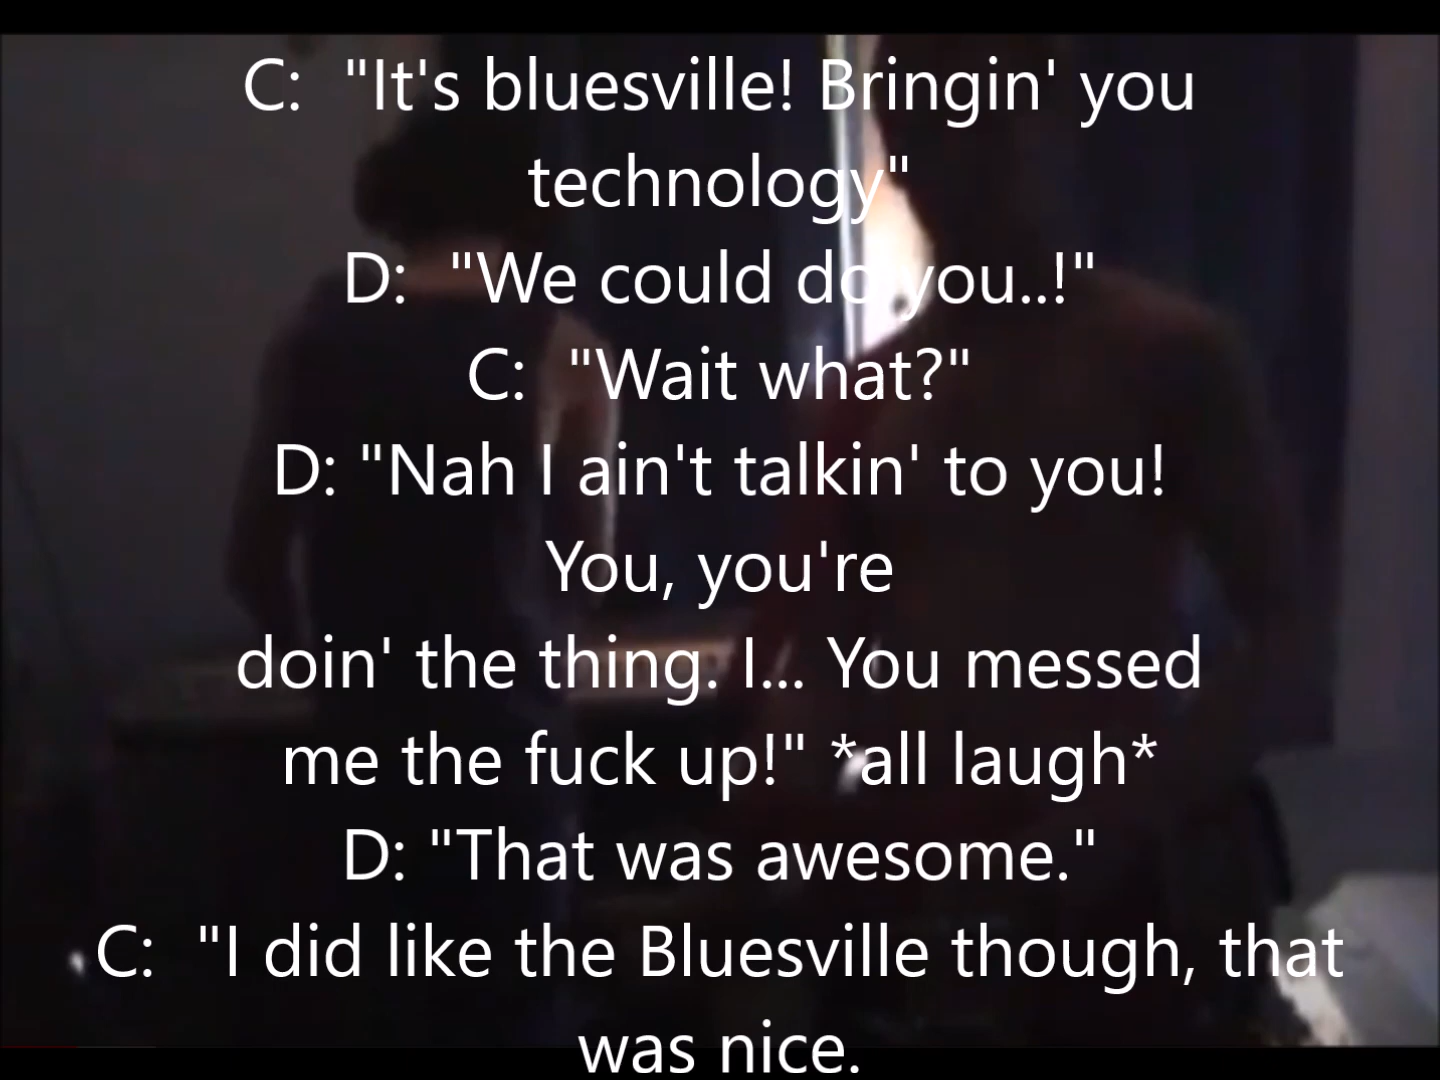 C:  "It's bluesville! Bringin' you
technology"
D:  "We could do you..!"
C:  "Wait what?"
D: "Nah I ain't talkin' to you!
You, you're
doin' the thing. I... You messed
me the fuck up!" *all laugh*
D: "That was awesome."
C:  "I did like the Bluesville though, that
was nice.